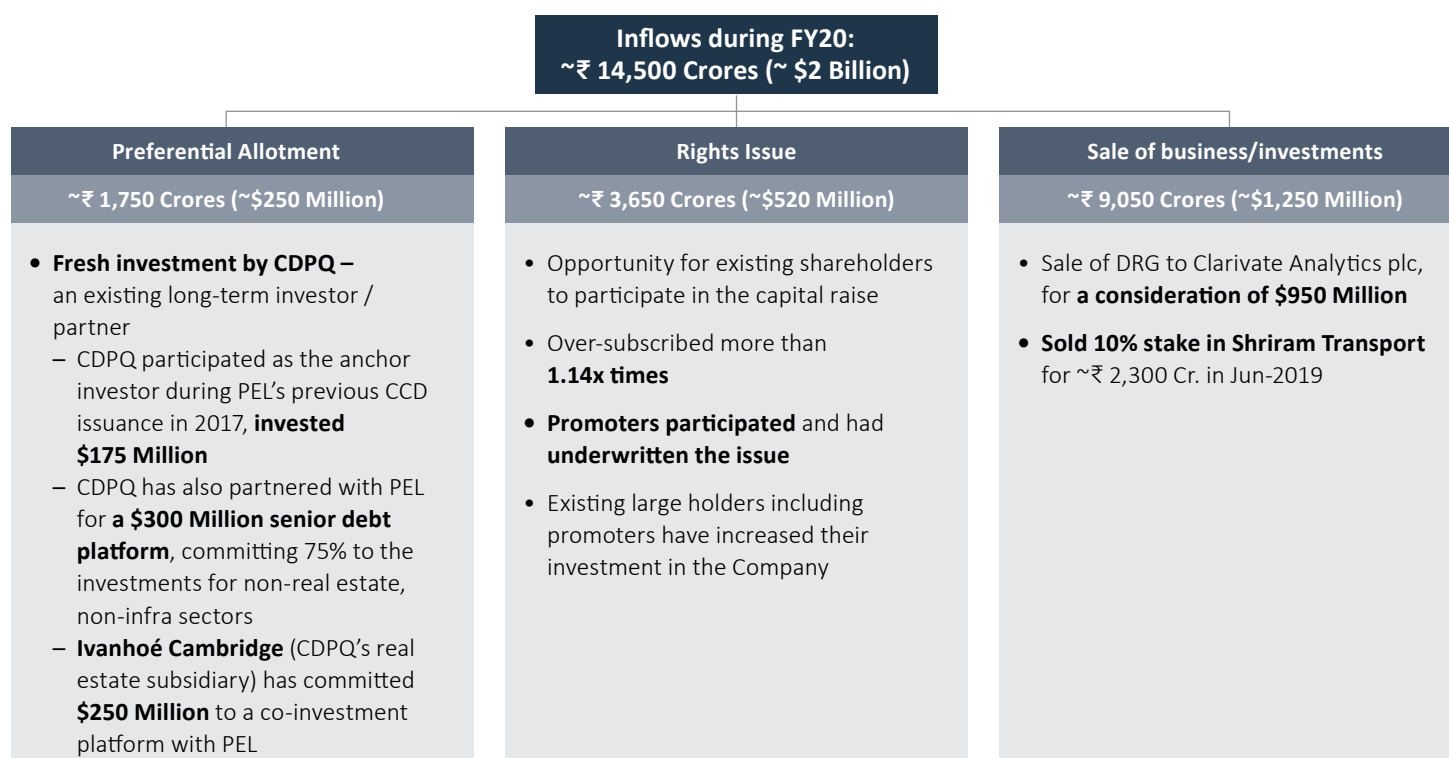 Inflows during FY20:
~₹ 14,500 Crores (~ $2 Billion)
Preferential Allotment
~₹ 1,750 Crores (~$250 Million)
• Fresh investment by CDPQ –
an existing long-term investor /
partner
– CDPQ participated as the anchor
investor during PEL's previous CCD
issuance in 2017, invested
$175 Million
– CDPQ has also partnered with PEL
for a $300 Million senior debt
platform, committing 75% to the
investments for non-real estate,
non-infra sectors
– Ivanhoé Cambridge (CDPQ's real
estate subsidiary) has committed
$250 Million to a co-investment
platform with PEL
Rights Issue
~₹ 3,650 Crores (~$520 Million)
• Opportunity for existing shareholders
to participate in the capital raise
• Over-subscribed more than
1.14x times
• Promoters participated and had
underwritten the issue
• Existing large holders including
promoters have increased their
investment in the Company
Sale of business/investments
~₹ 9,050 Crores (~$1,250 Million)
• Sale of DRG to Clarivate Analytics plc,
for a consideration of $950 Million
• Sold 10% stake in Shriram Transport
for ~₹ 2,300 Cr. in Jun-2019